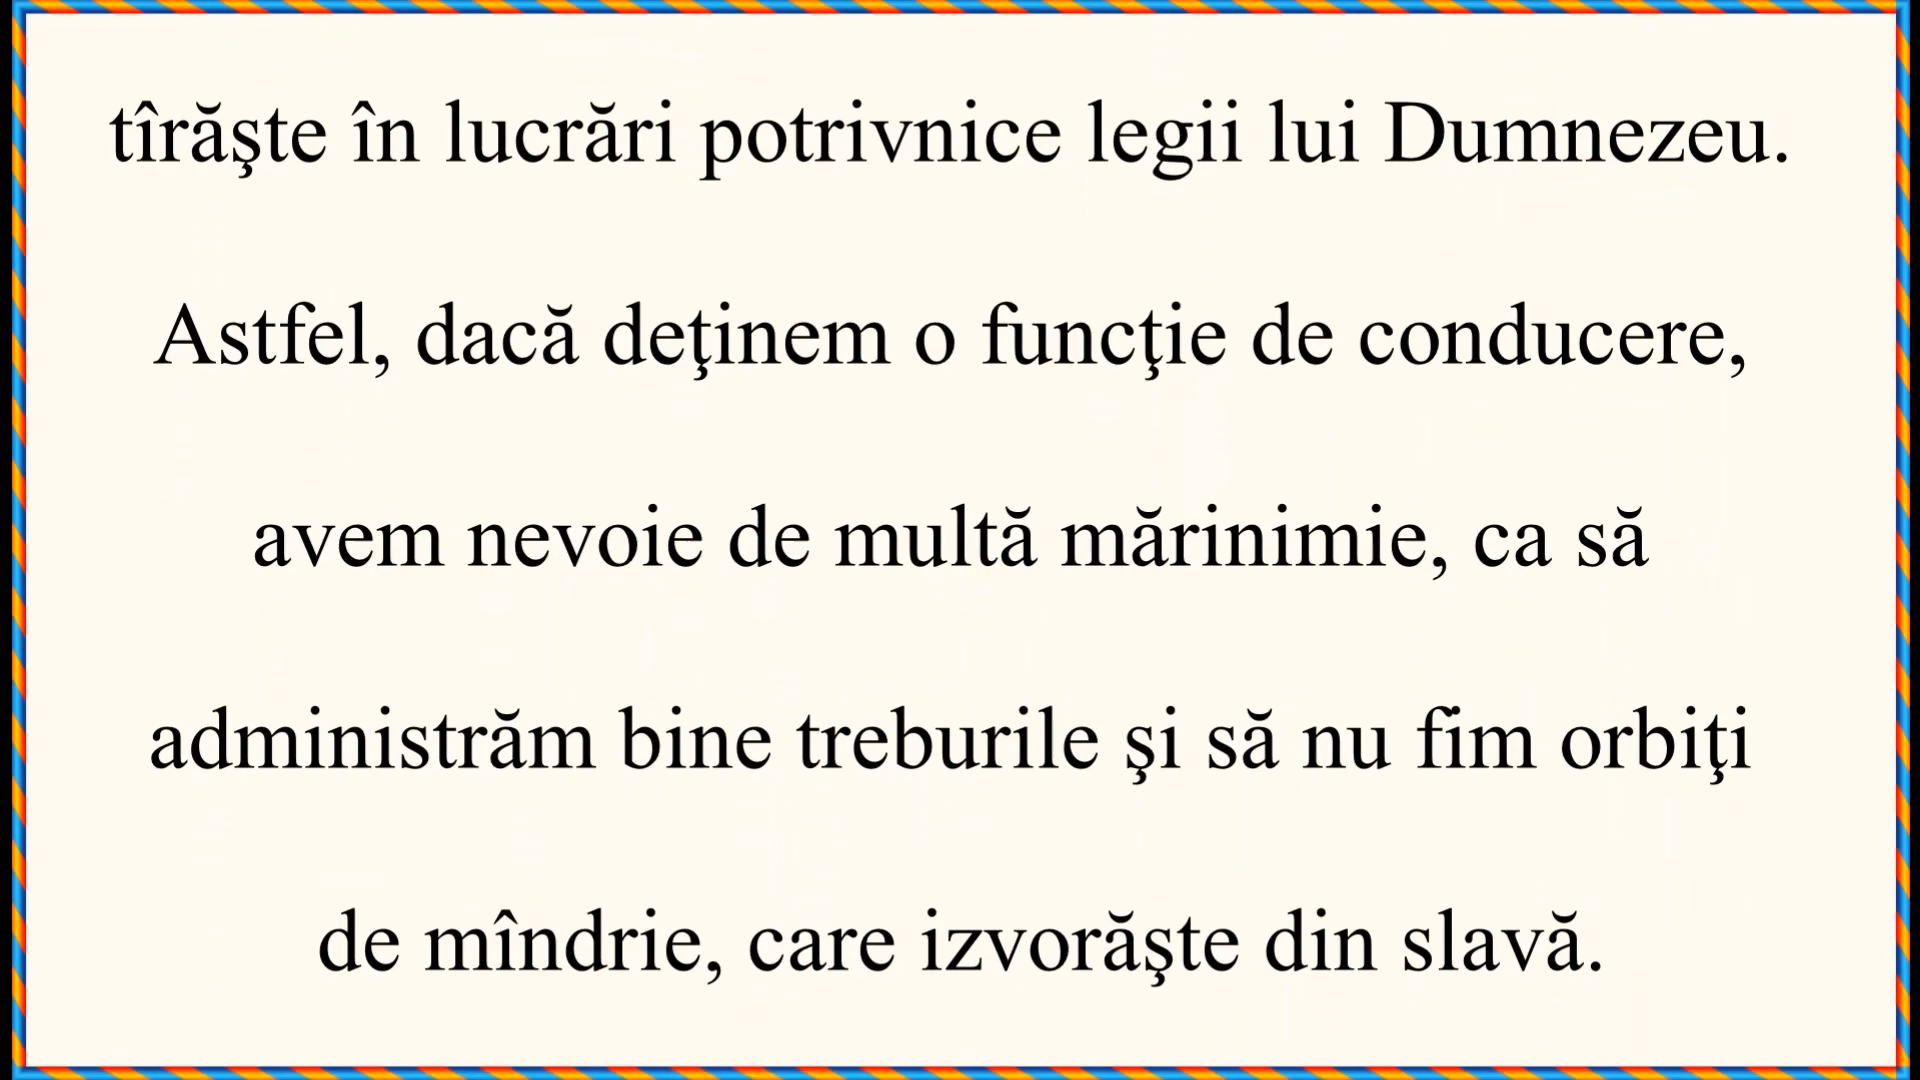 tîrăşte în lucrări potrivnice legii lui Dumnezeu.
Astfel, dacă deţinem o funcţie de conducere,
avem nevoie de multă mărinimie, ca să
administrăm bine treburile şi să nu fim orbiţi
de mîndrie, care izvorăşte din slavă.